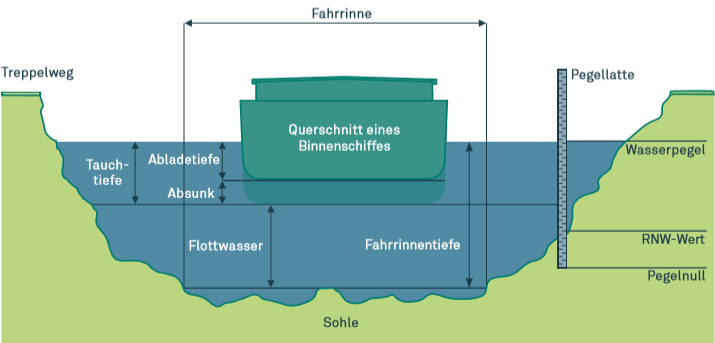 Fahrrinne
Treppelweg
Pegellatte
Querschnitt eines
Binnenschiffes
Wasserpegel
Tauch-
tiefe
Abladetiefe
Absunk
Flottwasser
Fahrrinnentiefe
RNW-Wert
Pegelnull
Sohle